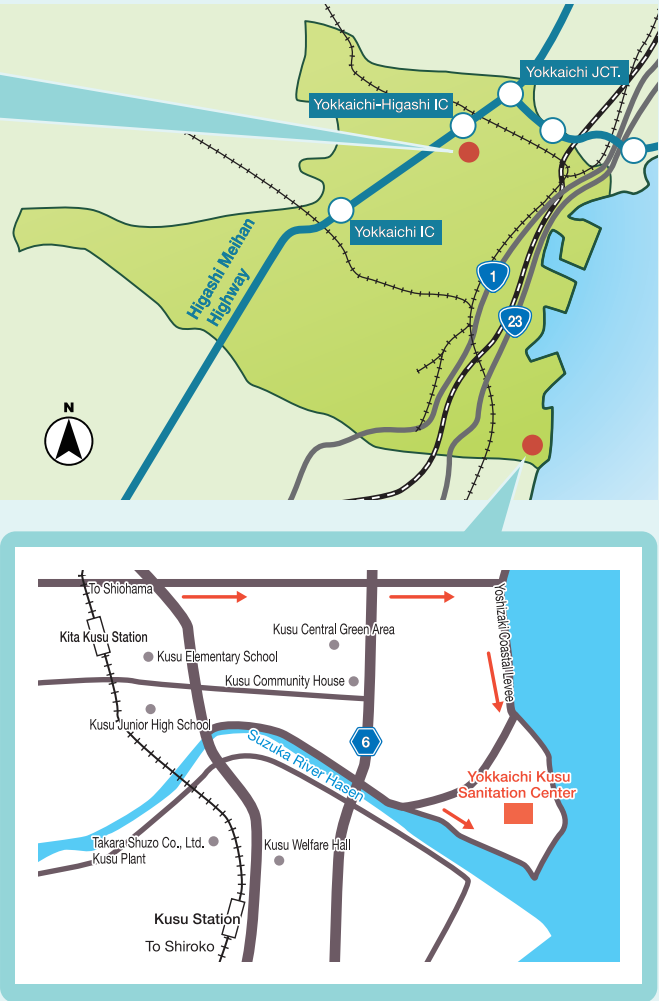 Yokkaichi JCT.
Yokkaichi-Higashi IC
Yokkaichi IC
Higashi Meihan
Highway
1
23
N
To Shiohama
Kita Kusu Station
Kusu Central Green Area
Kusu Elementary School
Kusu Community House
Yoshizaki Coastal Levee
Kusu Junior High School
6
Suzuka River Hasen
Yokkaichi Kusu
Sanitation Center
Takara Shuzo Co., Ltd.
Kusu Plant
Kusu Welfare Hall
Kusu Station
To Shiroko